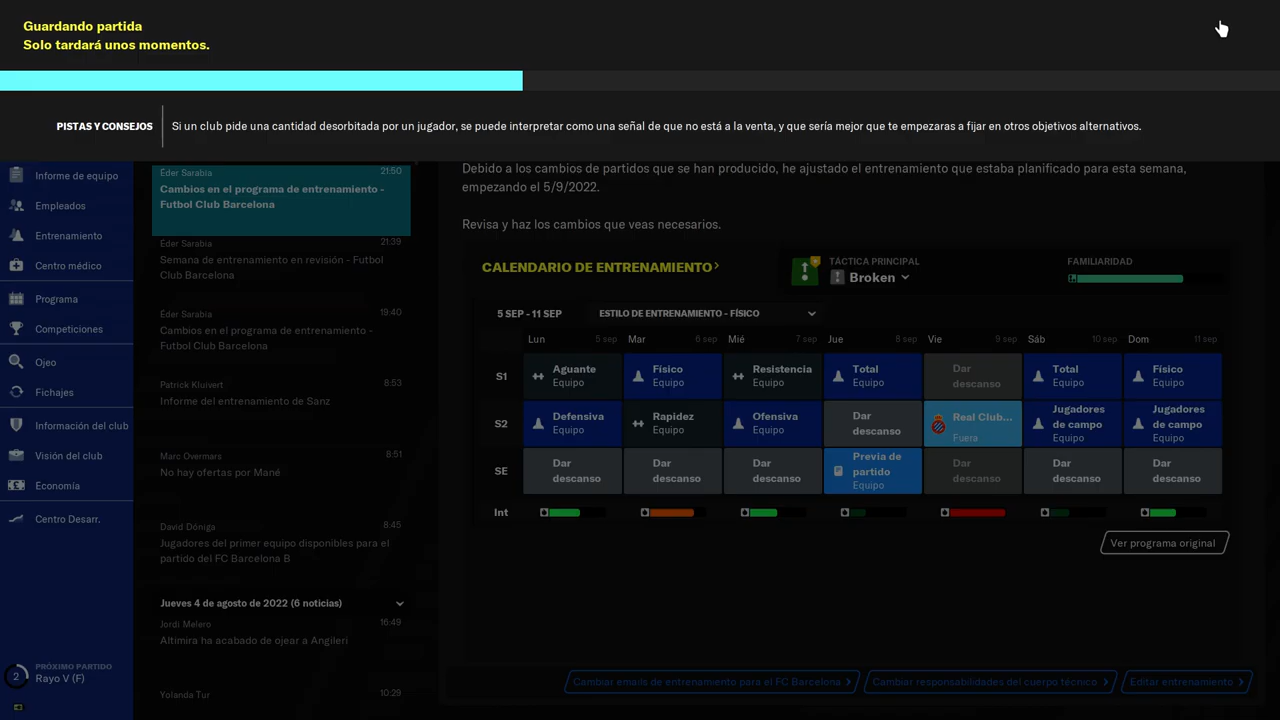 Guardando partida
Solo tardará unos momentos.
PISTAS Y CONSEJOS
Si un club pide una cantidad desorbitada por un jugador, se puede interpretar como una señal de que no está a la venta, y que sería mejor que te empezaras a fijar en otros objetivos alternativos.
Informe de equipo
Empleados
Entrenamiento
Centro médico
Programa
Competiciones
Ojeo
Fichajes
Información del club
Visión del club
Economía
Centro Desarr.
2
PRÓXIMO PARTIDO
Rayo V (F)
Éder Sarabia 21:50
Cambios en el programa de entrenamiento -
Futbol Club Barcelona
Éder Sarabia 21:39
Semana de entrenamiento en revisión - Futbol
Club Barcelona
Éder Sarabia 19:40
Cambios en el programa de entrenamiento -
Futbol Club Barcelona
Patrick Kluivert 8:53
Informe del entrenamiento de Sanz
Marc Overmars 8:51
No hay ofertas por Mané
David Dóniga 8:45
Jugadores del primer equipo disponibles para el
partido del FC Barcelona B
Jueves 4 de agosto de 2022 (6 noticias)
Jordi Melero 16:49
Altimira ha acabado de ojear a Angileri
Yolanda Tur 10:29
Debido a los cambios de partidos que se han producido, he ajustado el entrenamiento que estaba planificado para esta semana,
empezando el 5/9/2022.
Revisa y haz los cambios que veas necesarios.
CALENDARIO DE ENTRENAMIENTO
TÁCTICA PRINCIPAL
Broken
FAMILIARIDAD
5 SEP - 11 SEP
ESTILO DE ENTRENAMIENTO - FÍSICO
Lun 5 sep Mar 6 sep Mié 7 sep Jue 8 sep Vie 9 sep Sáb 10 sep Dom 11 sep
S1
Aguante
Equipo
Físico
Equipo
Resistencia
Equipo
Total
Equipo
Dar
descanso
Total
Equipo
Físico
Equipo
S2
Defensiva
Equipo
Rapidez
Equipo
Ofensiva
Equipo
Dar
descanso
Real Club...
Fuera
Jugadores
de campo
Equipo
Jugadores
de campo
Equipo
SE
Dar
descanso
Dar
descanso
Dar
descanso
Previa de
partido
Equipo
Dar
descanso
Dar
descanso
Dar
descanso
Int
Ver programa original
Cambiar emails de entrenamiento para el FC Barcelona
Cambiar responsabilidades del cuerpo técnico
Editar entrenamiento